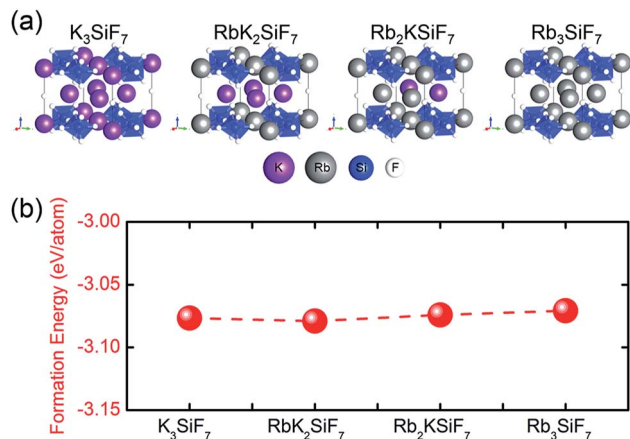 (a)
K₃SiF₇ RbK₂SiF₇ Rb₂KSiF₇ Rb₃SiF₇
K Rb Si F
(b)
Formation Energy (eV/atom)
-3.00
-3.05
-3.10
-3.15
K₃SiF₇ RbK₂SiF₇ Rb₂KSiF₇ Rb₃SiF₇